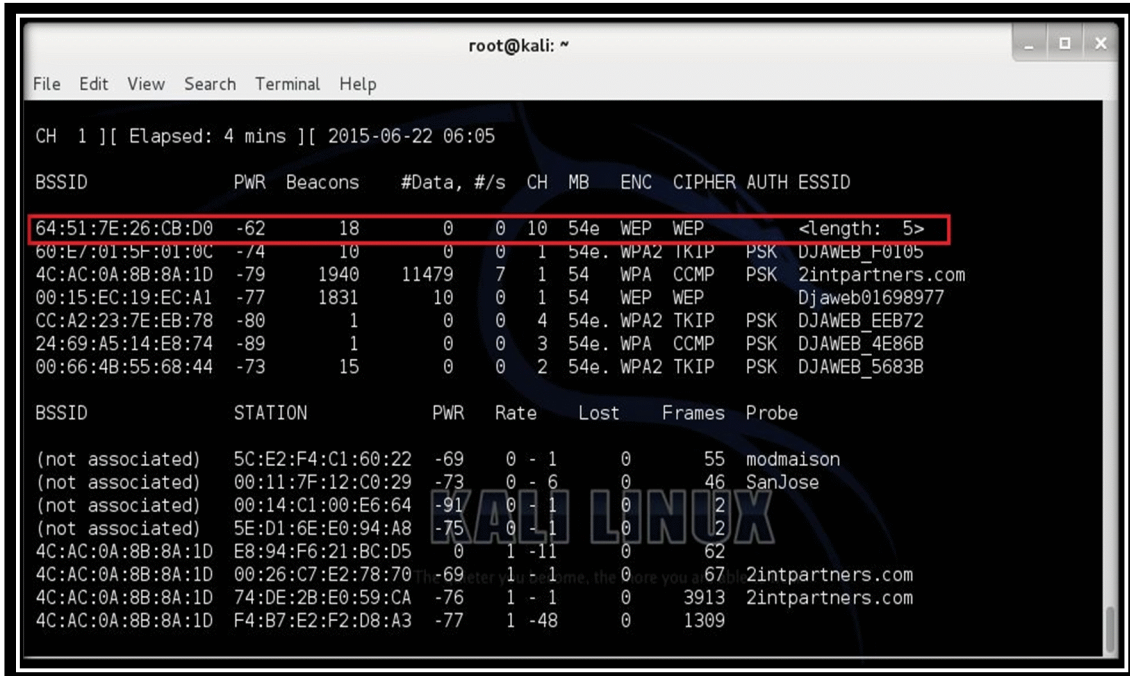 root@kali: ~
File Edit View Search Terminal Help
CH 1 ][ Elapsed: 4 mins ][ 2015-06-22 06:05
BSSID PWR Beacons #Data, #/s CH MB ENC CIPHER AUTH ESSID
64:51:7E:26:CB:D0 -62 18 0 0 10 54e WEP WEP <length: 5>
60:E7:01:5F:01:0C -74 10 0 0 1 54e. WPA2 TKIP PSK DJAWEB_F0105
4C:AC:0A:8B:8A:1D -79 1940 11479 7 1 54 WPA CCMP PSK 2intpartners.com
00:15:EC:19:EC:A1 -77 1831 10 0 1 54 WEP WEP Djaweb01698977
CC:A2:23:7E:EB:78 -80 1 0 0 4 54e. WPA2 TKIP PSK DJAWEB_EEB72
24:69:A5:14:E8:74 -89 1 0 0 3 54e. WPA CCMP PSK DJAWEB_4E86B
00:66:4B:55:68:44 -73 15 0 0 2 54e. WPA2 TKIP PSK DJAWEB_5683B
BSSID STATION PWR Rate Lost Frames Probe
(not associated) 5C:E2:F4:C1:60:22 -69 0 - 1 0 55 modmaison
(not associated) 00:11:7F:12:C0:29 -73 0 - 6 0 46 SanJose
(not associated) 00:14:C1:00:E6:64 -91 0 - 1 0 2
(not associated) 5E:D1:6E:E0:94:A8 -75 0 - 1 0 2
4C:AC:0A:8B:8A:1D E8:94:F6:21:BC:D5 0 1 -11 0 62
4C:AC:0A:8B:8A:1D 00:26:C7:E2:78:70 -69 1 - 1 0 67 2intpartners.com
4C:AC:0A:8B:8A:1D 74:DE:2B:E0:59:CA -76 1 - 1 0 3913 2intpartners.com
4C:AC:0A:8B:8A:1D F4:B7:E2:F2:D8:A3 -77 1 -48 0 1309
KALI LINUX
become, the more you are